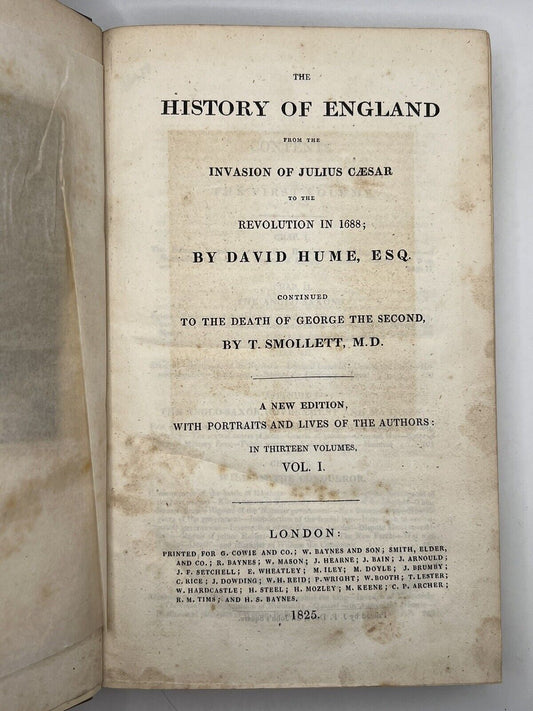 THE
HISTORY OF ENGLAND
FROM THE
INVASION OF JULIUS CÆSAR
TO THE
REVOLUTION IN 1688;
BY DAVID HUME, ESQ.
CONTINUED
TO THE DEATH OF GEORGE THE SECOND,
BY T. SMOLLETT, M.D.
A NEW EDITION,
WITH PORTRAITS AND LIVES OF THE AUTHORS:
IN THIRTEEN VOLUMES,
VOL. I.
LONDON:
PRINTED FOR G. COWIE AND CO.; W. BAYNES AND SON; SMITH, ELDER,
AND CO.; R. BAYNES; W. MASON; J. HEARNE; J. BAIN; J. ARNOULD;
J. F. SETCHELL; E. WHEATLEY; M. ILEY; M. DOYLE; J. BRUMBY;
C. RICE; J. DOWDING; W. H. REID; P. WRIGHT; W. BOOTH; T. LESTER;
W. HARDCASTLE; H. STEEL; H. MOZLEY; M. KEENE; C. P. ARCHER;
R. M. TIMS; AND H. S. BAYNES.
1825.